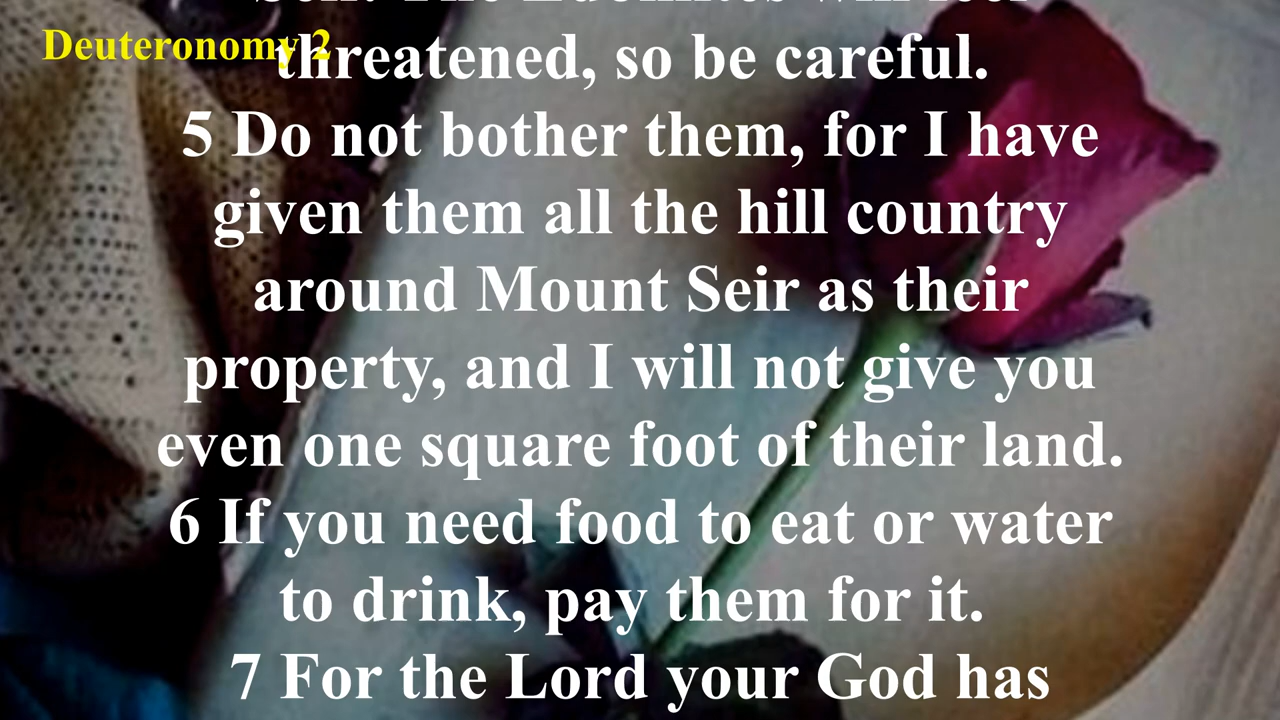 Deuteronomy 2
threatened, so be careful.
5 Do not bother them, for I have
given them all the hill country
around Mount Seir as their
property, and I will not give you
even one square foot of their land.
6 If you need food to eat or water
to drink, pay them for it.
7 For the Lord your God has